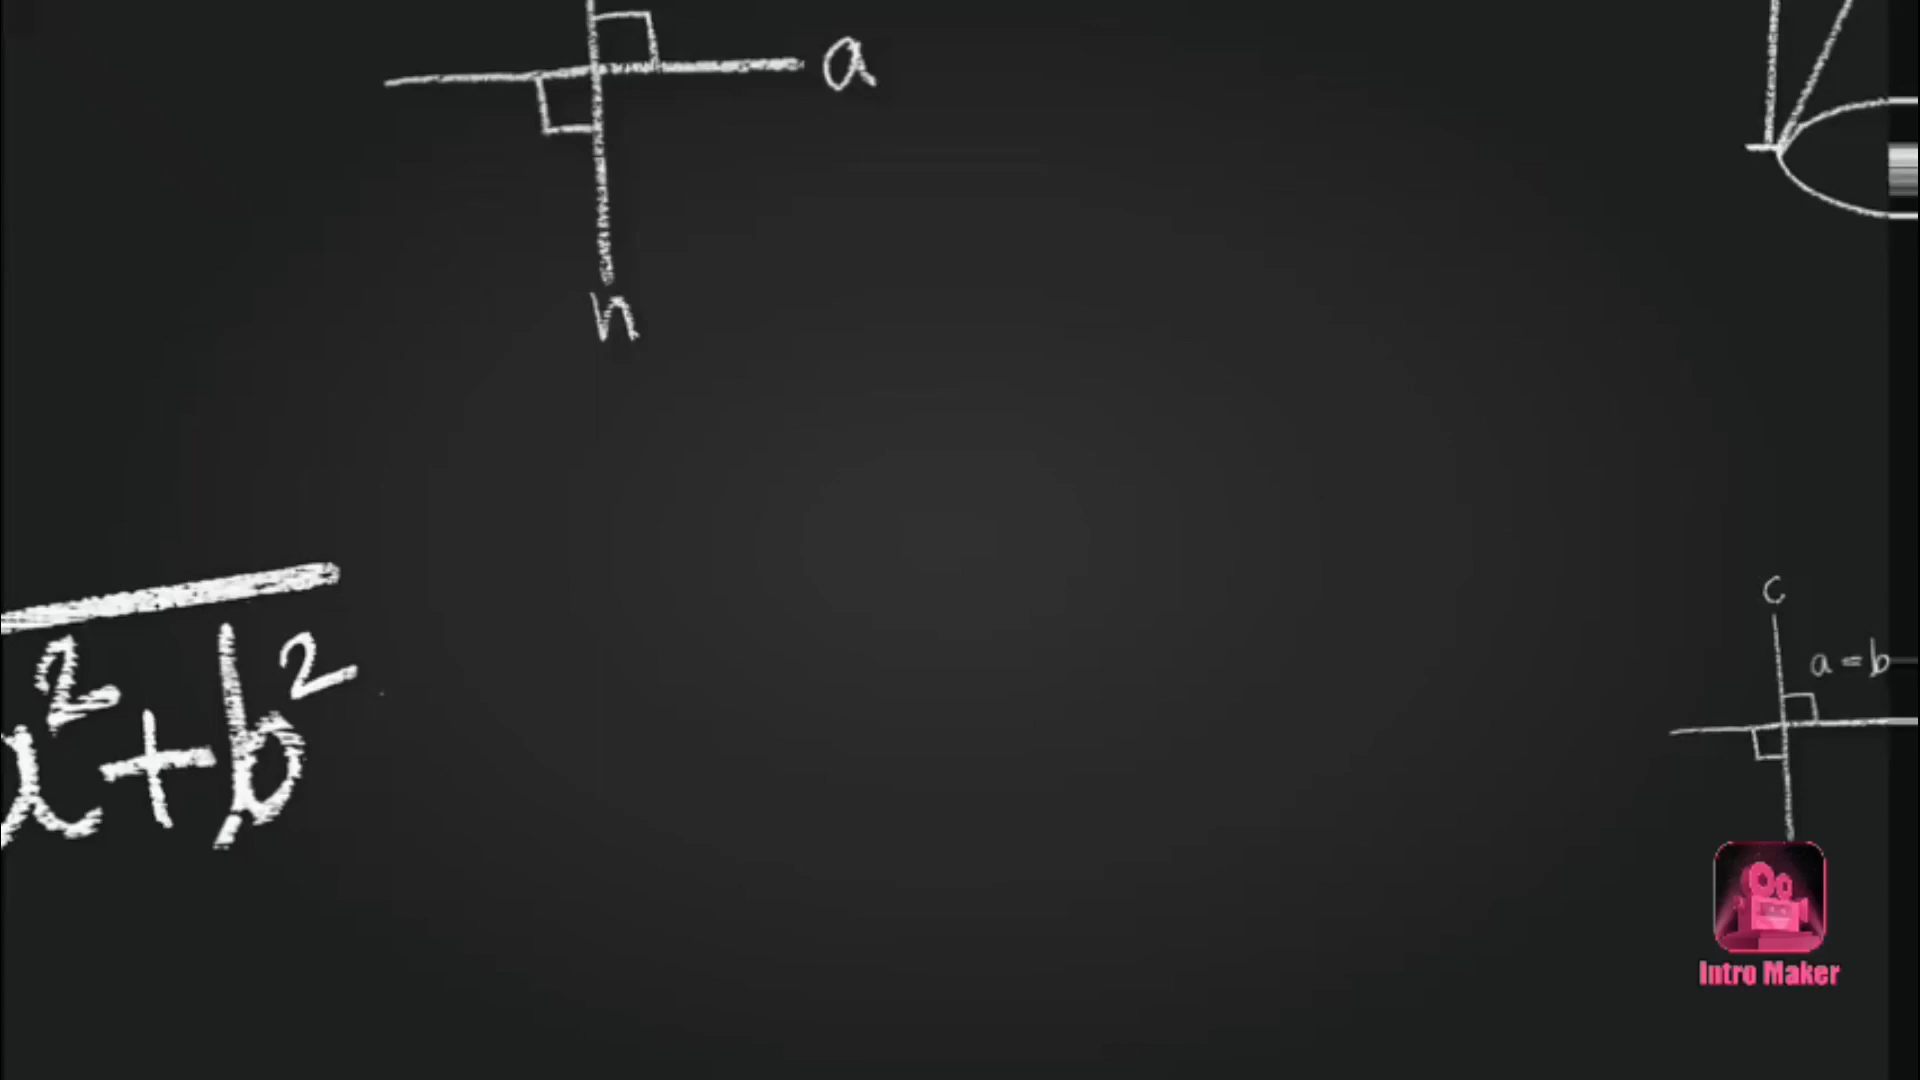 a
n
c
a = b
a²+b²
Intro Maker